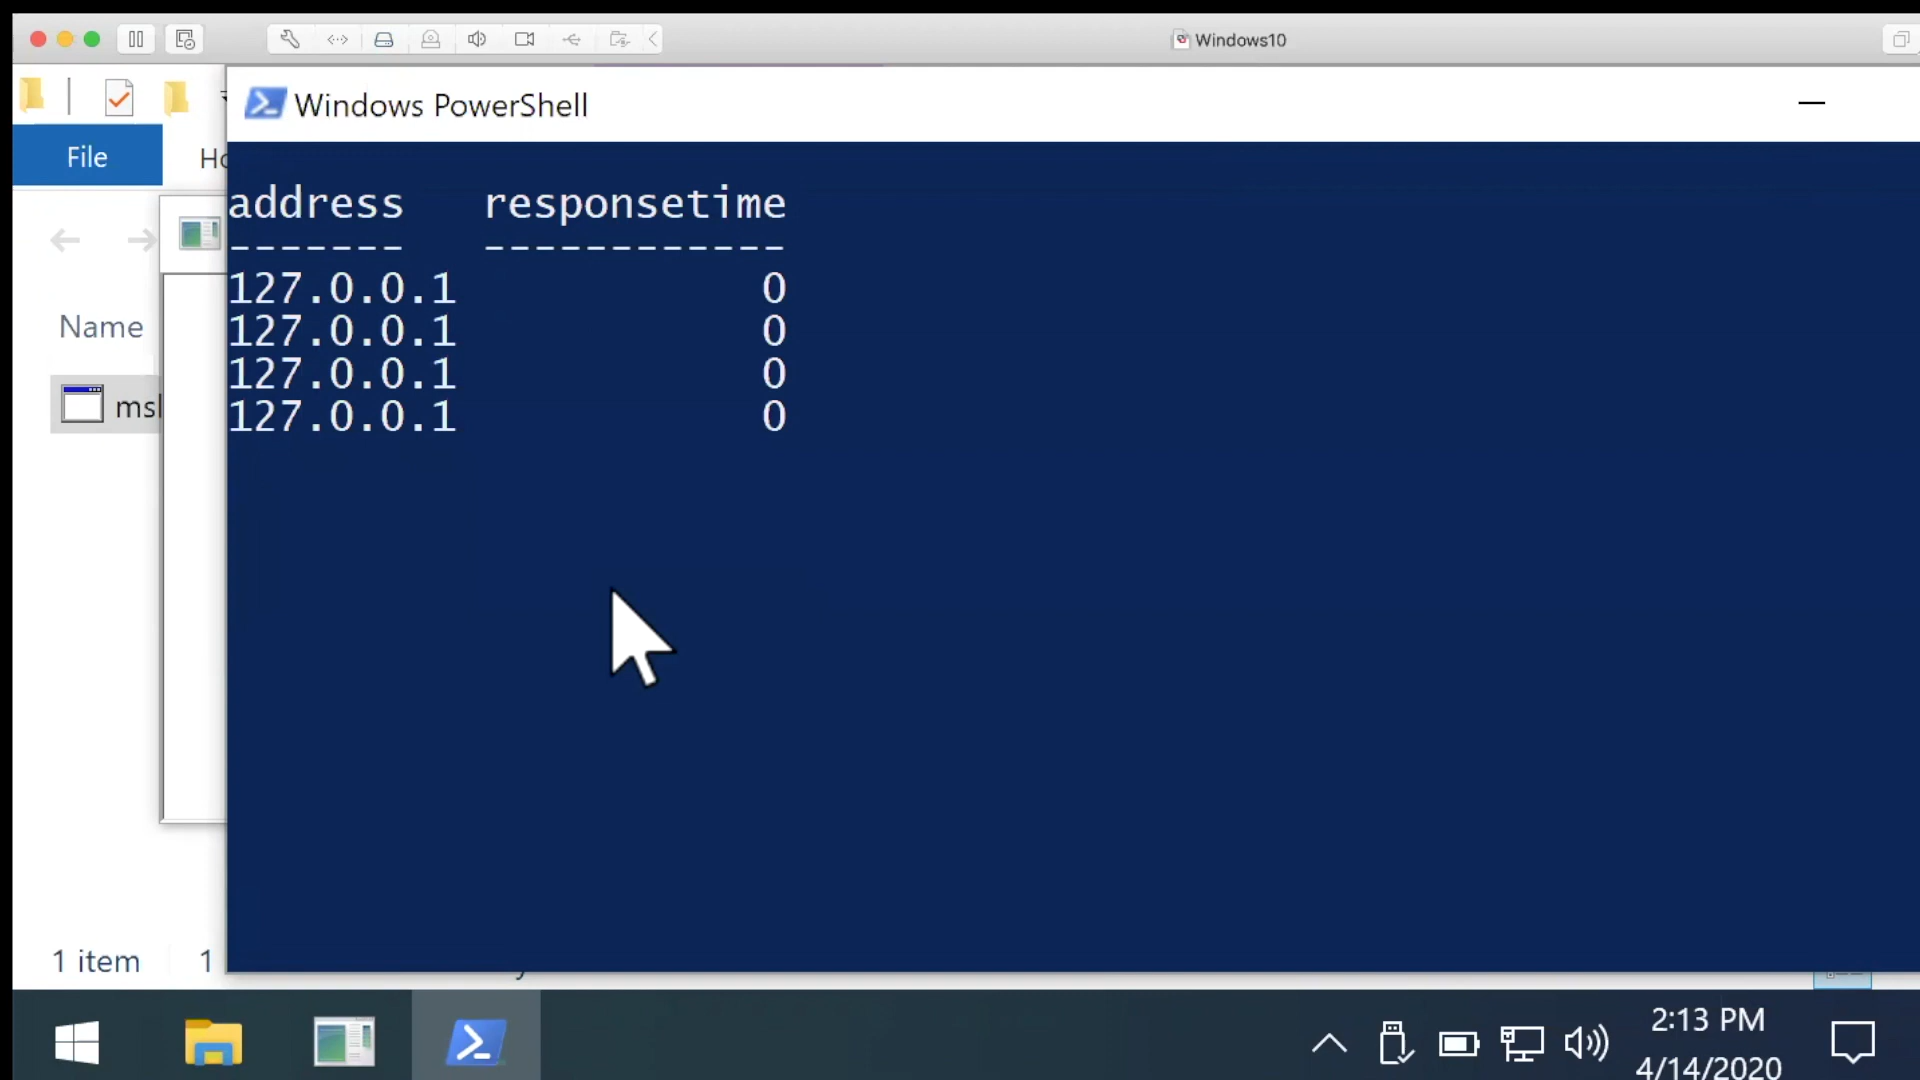 Windows10
Windows PowerShell
File
address responsetime
------- ------------
127.0.0.1 0
127.0.0.1 0
127.0.0.1 0
127.0.0.1 0
Name
1 item 1
2:13 PM
4/14/2020